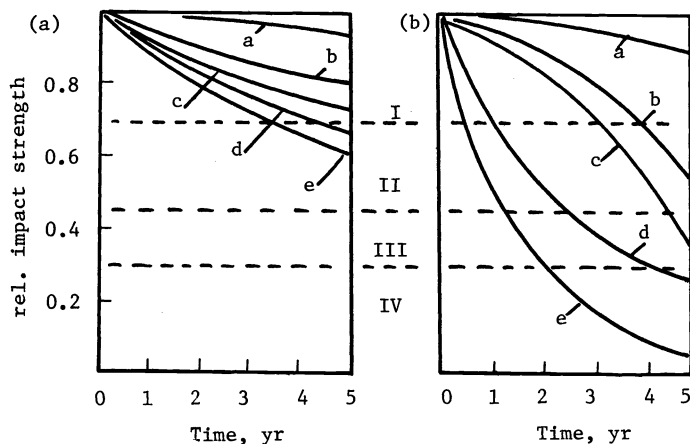 (a)
a
b
c
d
e
rel. impact strength
0.8
0.6
0.4
0.2
0 1 2 3 4 5
Time, yr
I
II
III
IV
(b)
a
b
c
d
e
0 1 2 3 4 5
Time, yr